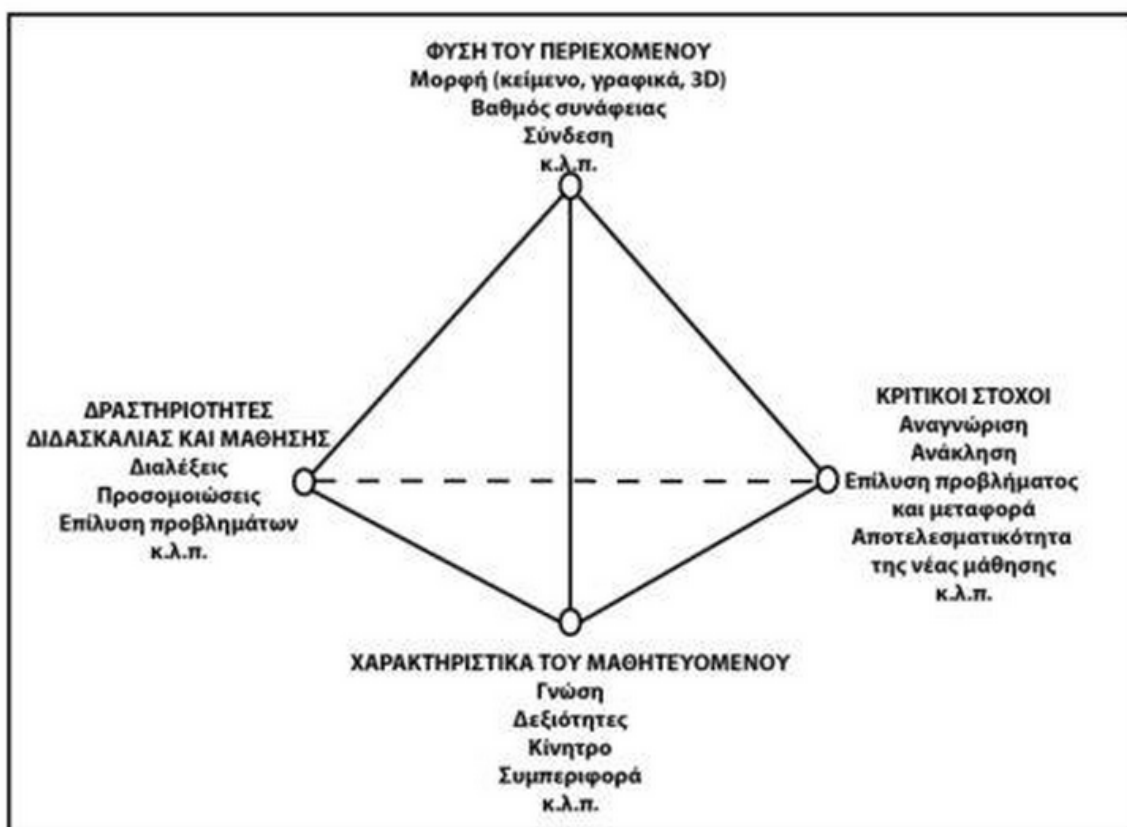 ΦΥΣΗ ΤΟΥ ΠΕΡΙΕΧΟΜΕΝΟΥ
Μορφή (κείμενο, γραφικά, 3D)
Βαθμός συνάφειας
Σύνδεση
κ.λ.π.
ΔΡΑΣΤΗΡΙΟΤΗΤΕΣ
ΔΙΔΑΣΚΑΛΙΑΣ ΚΑΙ ΜΑΘΗΣΗΣ
Διαλέξεις
Προσομοιώσεις
Επίλυση προβλημάτων
κ.λ.π.
ΚΡΙΤΙΚΟΙ ΣΤΟΧΟΙ
Αναγνώριση
Ανάκληση
Επίλυση προβλήματος
και μεταφορά
Αποτελεσματικότητα
της νέας μάθησης
κ.λ.π.
ΧΑΡΑΚΤΗΡΙΣΤΙΚΑ ΤΟΥ ΜΑΘΗΤΕΥΟΜΕΝΟΥ
Γνώση
Δεξιότητες
Κίνητρο
Συμπεριφορά
κ.λ.π.